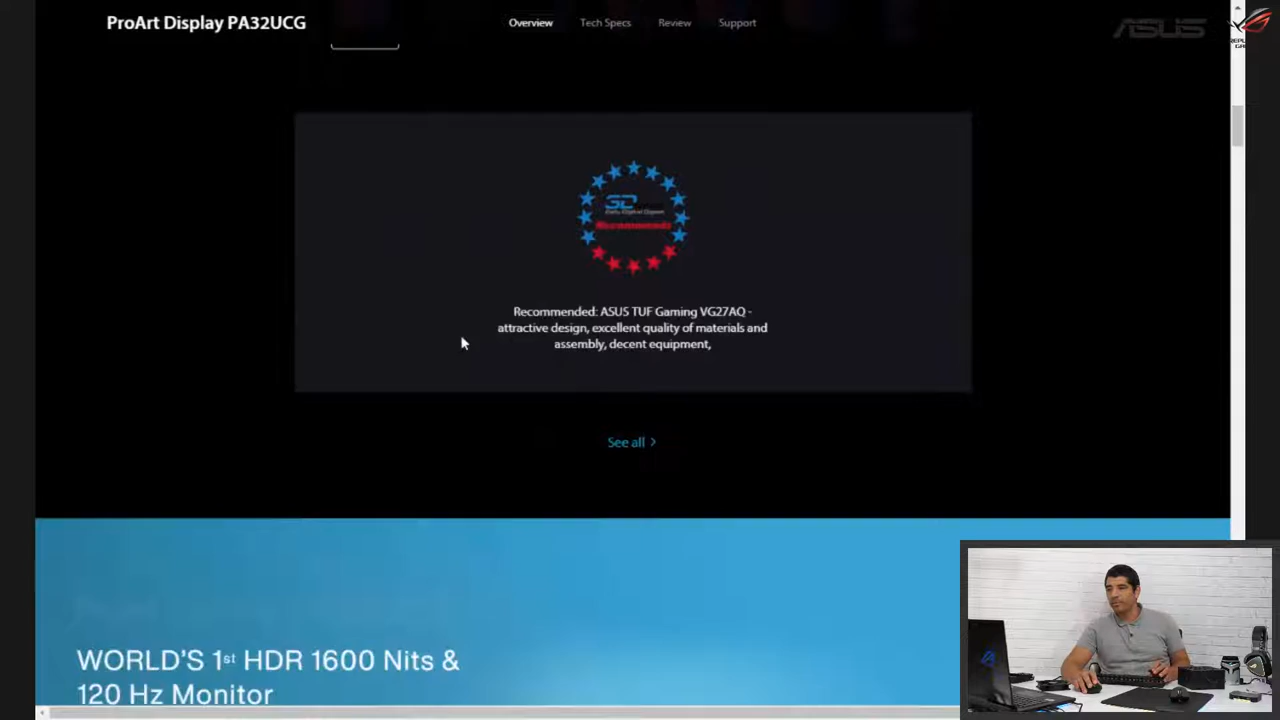 ProArt Display PA32UCG
Overview
Tech Specs
Review
Support
ASUS
Recommended: ASUS TUF Gaming VG27AQ -
attractive design, excellent quality of materials and
assembly, decent equipment,
See all >
WORLD'S 1st HDR 1600 Nits &
120 Hz Monitor